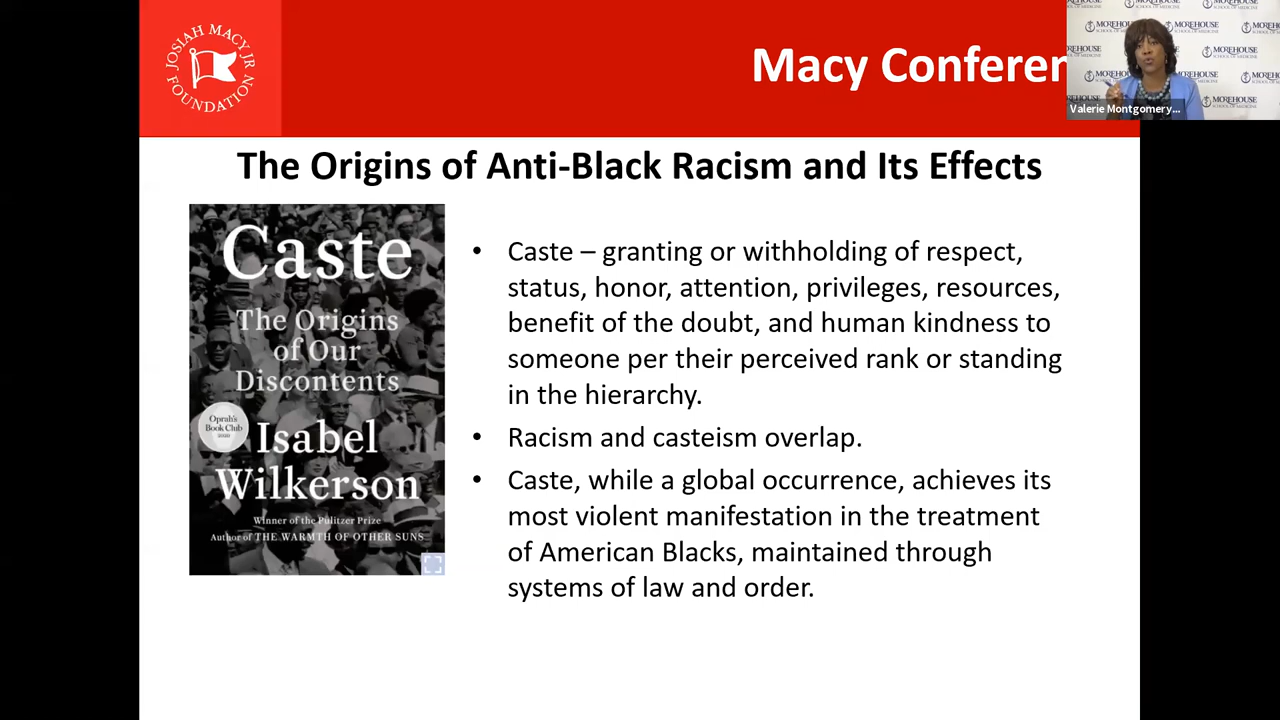 JOSIAH MACY JR
FOUNDATION
Macy Conferen
MOREHOUSE
SCHOOL OF MEDICINE
Valerie Montgomery...
The Origins of Anti-Black Racism and Its Effects
Caste
The Origins
of Our
Discontents
Oprah's
Book Club
Isabel
Wilkerson
Winner of the Pulitzer Prize
Author of THE WARMTH OF OTHER SUNS
• Caste – granting or withholding of respect,
status, honor, attention, privileges, resources,
benefit of the doubt, and human kindness to
someone per their perceived rank or standing
in the hierarchy.
• Racism and casteism overlap.
• Caste, while a global occurrence, achieves its
most violent manifestation in the treatment
of American Blacks, maintained through
systems of law and order.